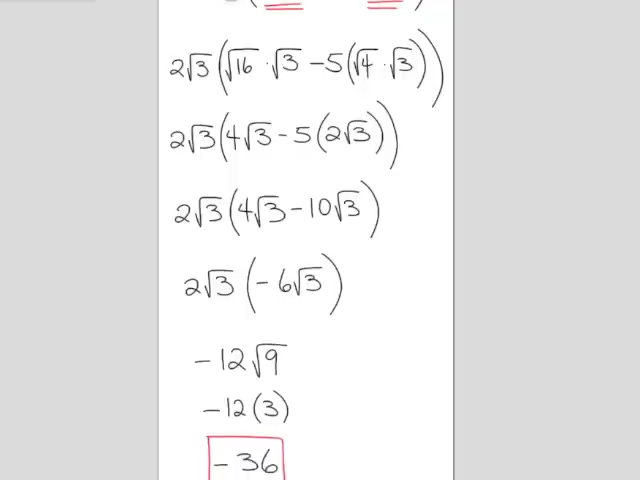 2√3(√16 · √3 − 5(√4 · √3))
2√3(4√3 − 5(2√3))
2√3(4√3 − 10√3)
2√3(−6√3)
−12√9
−12(3)
−36